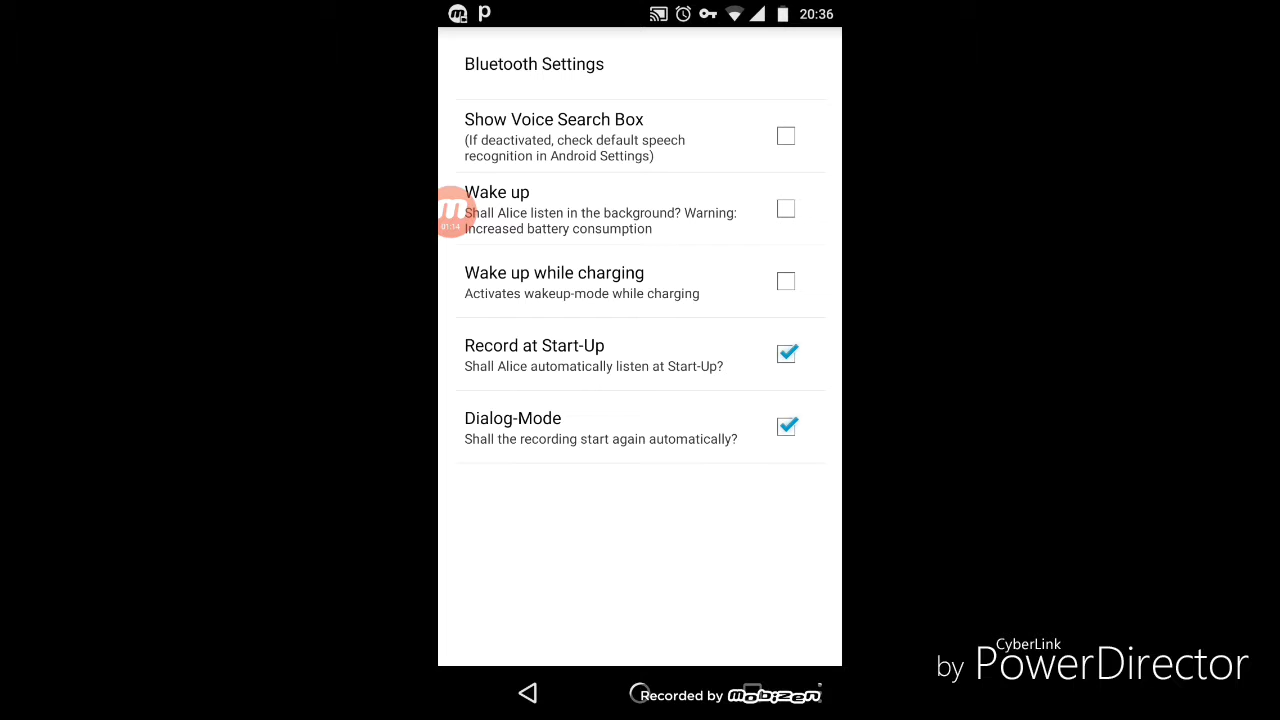 20:36
Bluetooth Settings
Show Voice Search Box
(If deactivated, check default speech
recognition in Android Settings)
Wake up
Shall Alice listen in the background? Warning:
Increased battery consumption
01:14
Wake up while charging
Activates wakeup-mode while charging
Record at Start-Up
Shall Alice automatically listen at Start-Up?
Dialog-Mode
Shall the recording start again automatically?
CyberLink
by PowerDirector
Recorded by mobizen